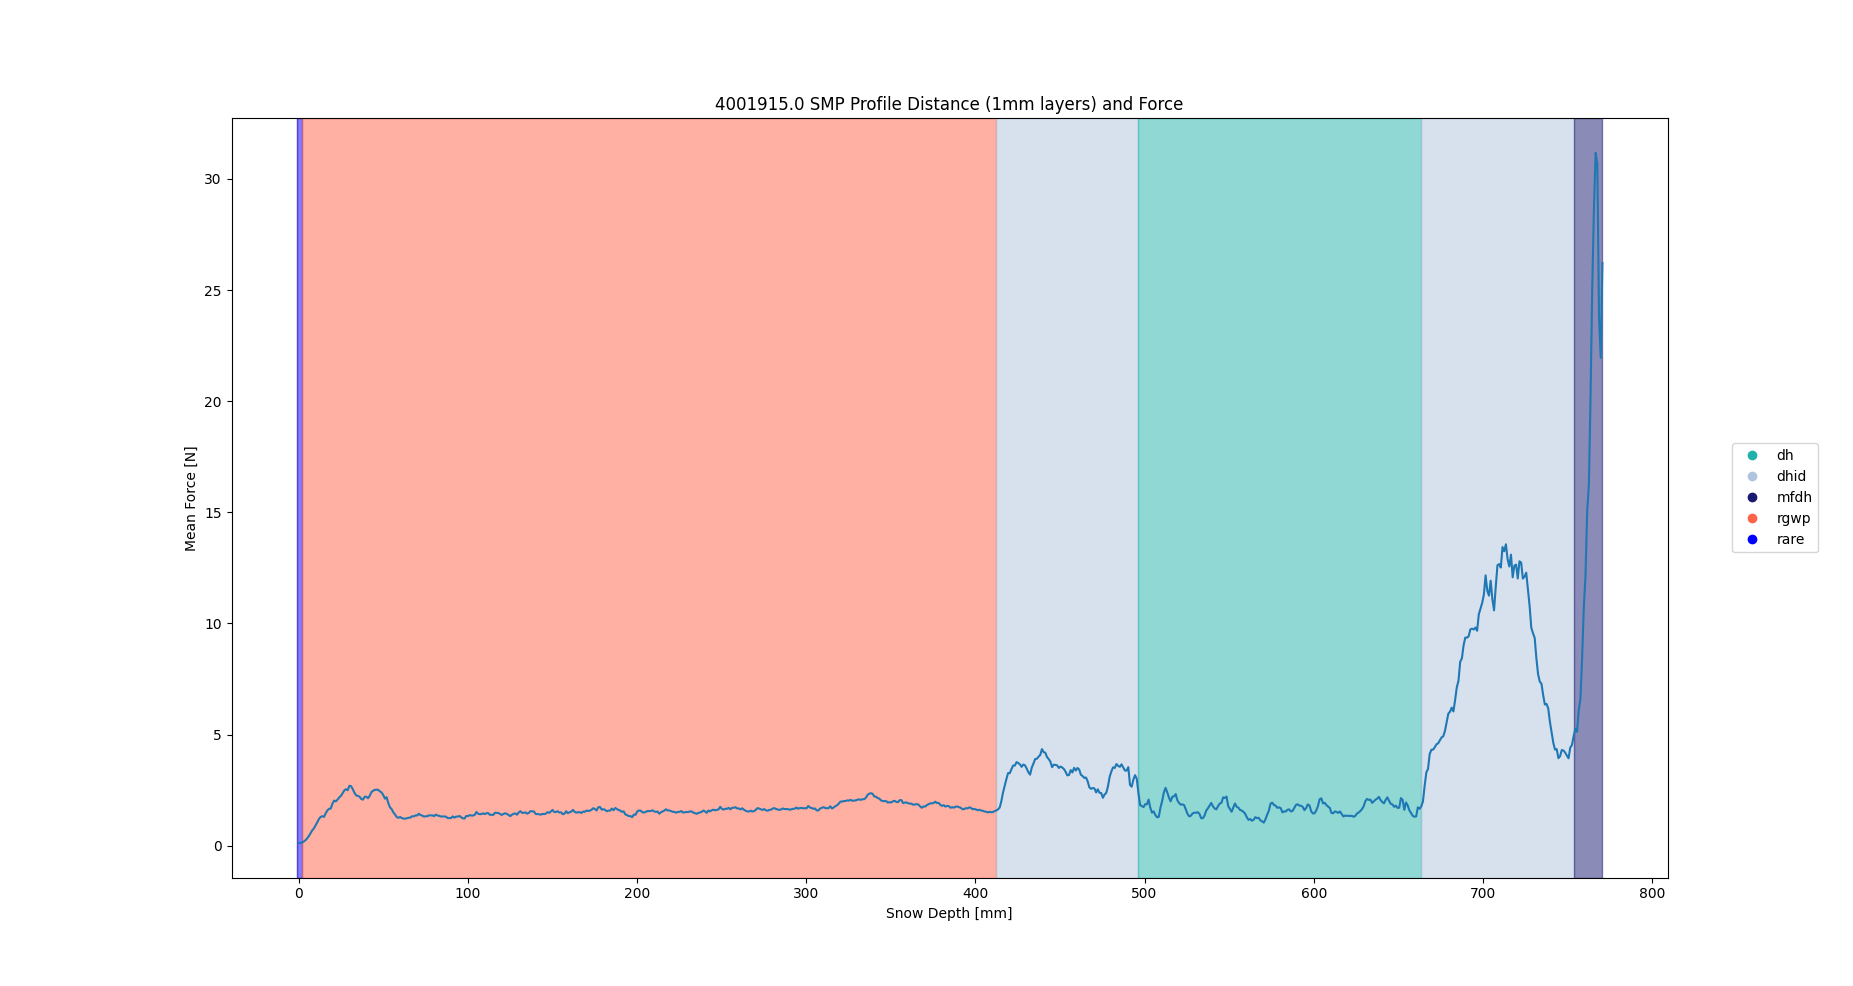 4001915.0 SMP Profile Distance (1mm layers) and Force
Mean Force [N]
30
25
20
15
10
5
0
0 100 200 300 400 500 600 700 800
Snow Depth [mm]
dh
dhid
mfdh
rgwp
rare